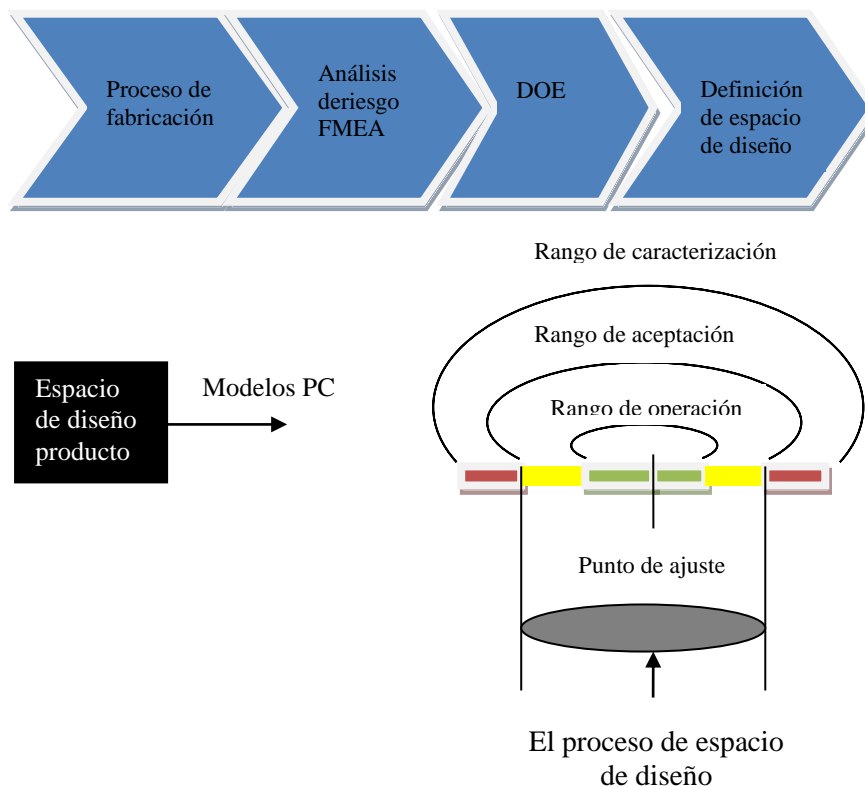 Proceso de
fabricación
Análisis
deriesgo
FMEA
DOE
Definición
de espacio
de diseño
Rango de caracterización
Rango de aceptación
Rango de operación
Espacio
de diseño
producto
Modelos PC
Punto de ajuste
El proceso de espacio
de diseño